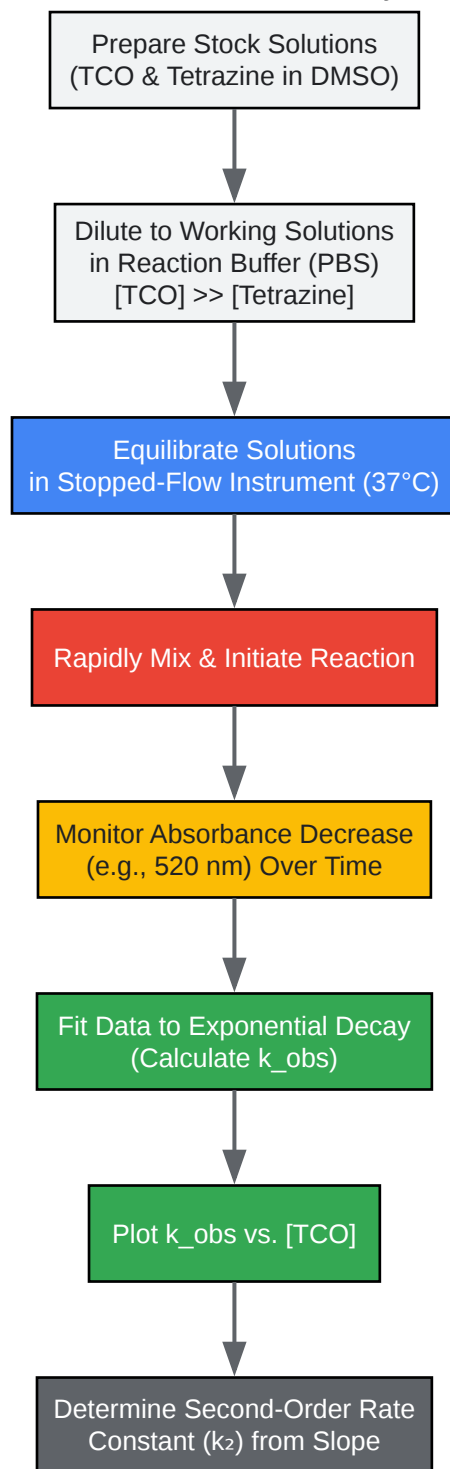 Prepare Stock Solutions
(TCO & Tetrazine in DMSO)
Dilute to Working Solutions
in Reaction Buffer (PBS)
[TCO] >> [Tetrazine]
Equilibrate Solutions
in Stopped-Flow Instrument (37°C)
Rapidly Mix & Initiate Reaction
Monitor Absorbance Decrease
(e.g., 520 nm) Over Time
Fit Data to Exponential Decay
(Calculate k_obs)
Plot k_obs vs. [TCO]
Determine Second-Order Rate
Constant (k₂) from Slope